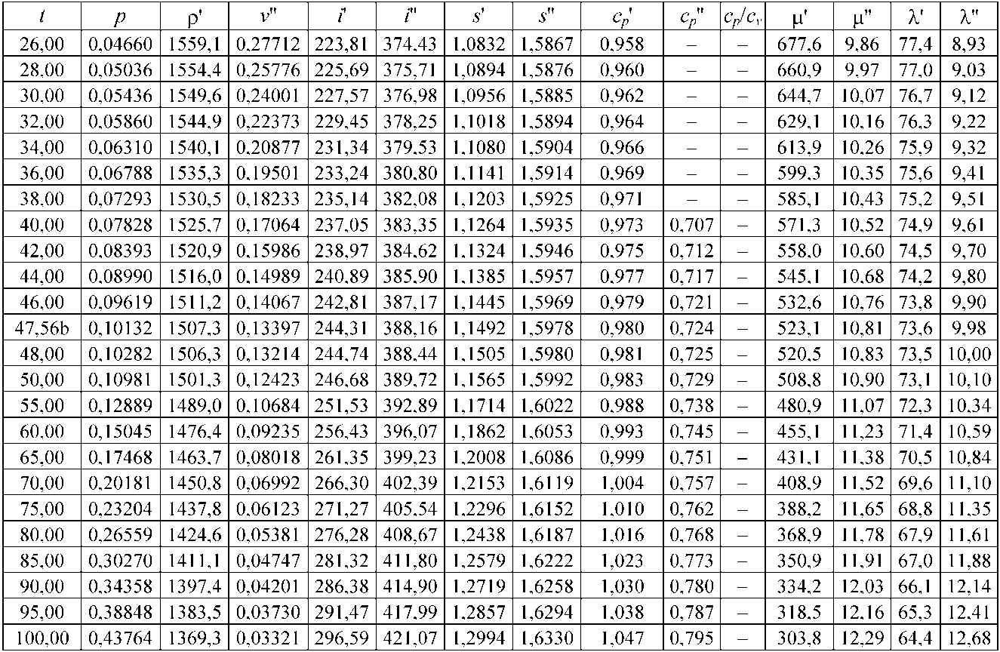 t p ρ' v" i' i" s' s" cp' cp" cp/cv μ' μ" λ' λ"
26,00 0,04660 1559,1 0,27712 223,81 374,43 1,0832 1,5867 0,958 – – 677,6 9,86 77,4 8,93
28,00 0,05036 1554,4 0,25776 225,69 375,71 1,0894 1,5876 0,960 – – 660,9 9,97 77,0 9,03
30,00 0,05436 1549,6 0,24001 227,57 376,98 1,0956 1,5885 0,962 – – 644,7 10,07 76,7 9,12
32,00 0,05860 1544,9 0,22373 229,45 378,25 1,1018 1,5894 0,964 – – 629,1 10,16 76,3 9,22
34,00 0,06310 1540,1 0,20877 231,34 379,53 1,1080 1,5904 0,966 – – 613,9 10,26 75,9 9,32
36,00 0,06788 1535,3 0,19501 233,24 380,80 1,1141 1,5914 0,969 – – 599,3 10,35 75,6 9,41
38,00 0,07293 1530,5 0,18233 235,14 382,08 1,1203 1,5925 0,971 – – 585,1 10,43 75,2 9,51
40,00 0,07828 1525,7 0,17064 237,05 383,35 1,1264 1,5935 0,973 0,707 – 571,3 10,52 74,9 9,61
42,00 0,08393 1520,9 0,15986 238,97 384,62 1,1324 1,5946 0,975 0,712 – 558,0 10,60 74,5 9,70
44,00 0,08990 1516,0 0,14989 240,89 385,90 1,1385 1,5957 0,977 0,717 – 545,1 10,68 74,2 9,80
46,00 0,09619 1511,2 0,14067 242,81 387,17 1,1445 1,5969 0,979 0,721 – 532,6 10,76 73,8 9,90
47,56b 0,10132 1507,3 0,13397 244,31 388,16 1,1492 1,5978 0,980 0,724 – 523,1 10,81 73,6 9,98
48,00 0,10282 1506,3 0,13214 244,74 388,44 1,1505 1,5980 0,981 0,725 – 520,5 10,83 73,5 10,00
50,00 0,10981 1501,3 0,12423 246,68 389,72 1,1565 1,5992 0,983 0,729 – 508,8 10,90 73,1 10,10
55,00 0,12889 1489,0 0,10684 251,53 392,89 1,1714 1,6022 0,988 0,738 – 480,9 11,07 72,3 10,34
60,00 0,15045 1476,4 0,09235 256,43 396,07 1,1862 1,6053 0,993 0,745 – 455,1 11,23 71,4 10,59
65,00 0,17468 1463,7 0,08018 261,35 399,23 1,2008 1,6086 0,999 0,751 – 431,1 11,38 70,5 10,84
70,00 0,20181 1450,8 0,06992 266,30 402,39 1,2153 1,6119 1,004 0,757 – 408,9 11,52 69,6 11,10
75,00 0,23204 1437,8 0,06123 271,27 405,54 1,2296 1,6152 1,010 0,762 – 388,2 11,65 68,8 11,35
80,00 0,26559 1424,6 0,05381 276,28 408,67 1,2438 1,6187 1,016 0,768 – 368,9 11,78 67,9 11,61
85,00 0,30270 1411,1 0,04747 281,32 411,80 1,2579 1,6222 1,023 0,773 – 350,9 11,91 67,0 11,88
90,00 0,34358 1397,4 0,04201 286,38 414,90 1,2719 1,6258 1,030 0,780 – 334,2 12,03 66,1 12,14
95,00 0,38848 1383,5 0,03730 291,47 417,99 1,2857 1,6294 1,038 0,787 – 318,5 12,16 65,3 12,41
100,00 0,43764 1369,3 0,03321 296,59 421,07 1,2994 1,6330 1,047 0,795 – 303,8 12,29 64,4 12,68